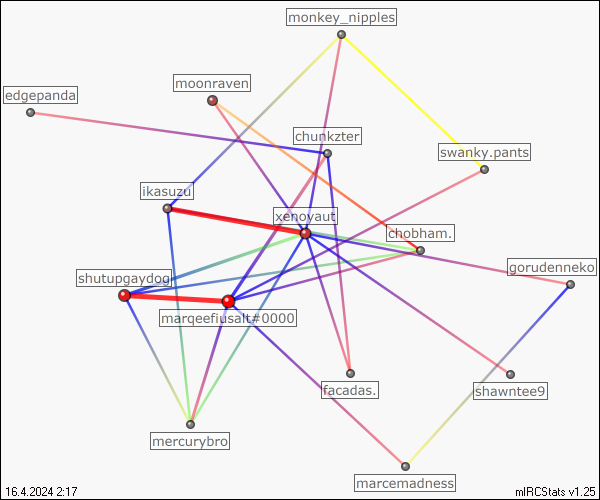 monkey_nipples
moonraven
edgepanda
chunkzter
swanky.pants
ikasuzu
xenoyaut
chobham.
gorudenneko
shutupgaydog
marqeefiusalt#0000
facadas.
shawntee9
mercurybro
marcemadness
16.4.2024 2:17
mIRCStats v1.25